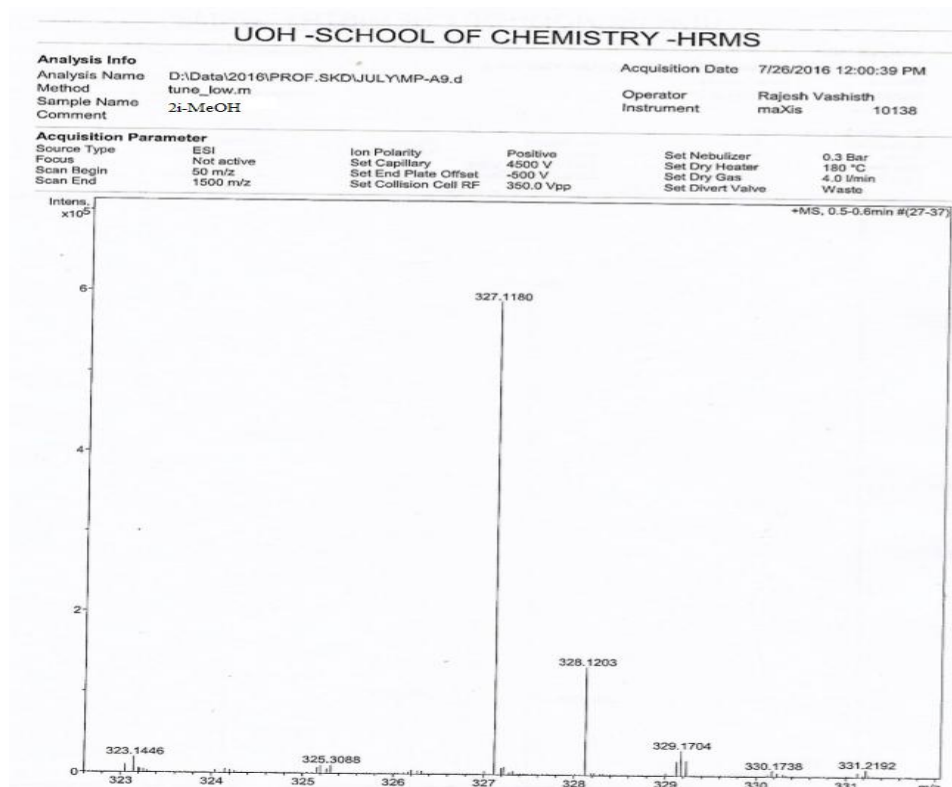 UOH -SCHOOL OF CHEMISTRY -HRMS
Analysis Info
Analysis Name D:\Data\2016\PROF.SKD\JULY\MP-A9.d
Acquisition Date 7/26/2016 12:00:39 PM
Method tune_low.m
Operator Rajesh Vashisth
Sample Name 2i-MeOH
Instrument maXis 10138
Comment
Acquisition Parameter
Source Type ESI Ion Polarity Positive Set Nebulizer 0.3 Bar
Focus Not active Set Capillary 4500 V Set Dry Heater 180 °C
Scan Begin 50 m/z Set End Plate Offset -500 V Set Dry Gas 4.0 l/min
Scan End 1500 m/z Set Collision Cell RF 350.0 Vpp Set Divert Valve Waste
Intens.
x10⁵
+MS, 0.5-0.6min #(27-37)
6
327.1180
4
2
328.1203
323.1446
325.3088
329.1704
330.1738
331.2192
0
323 324 325 326 327 328 329 330 331 m/z